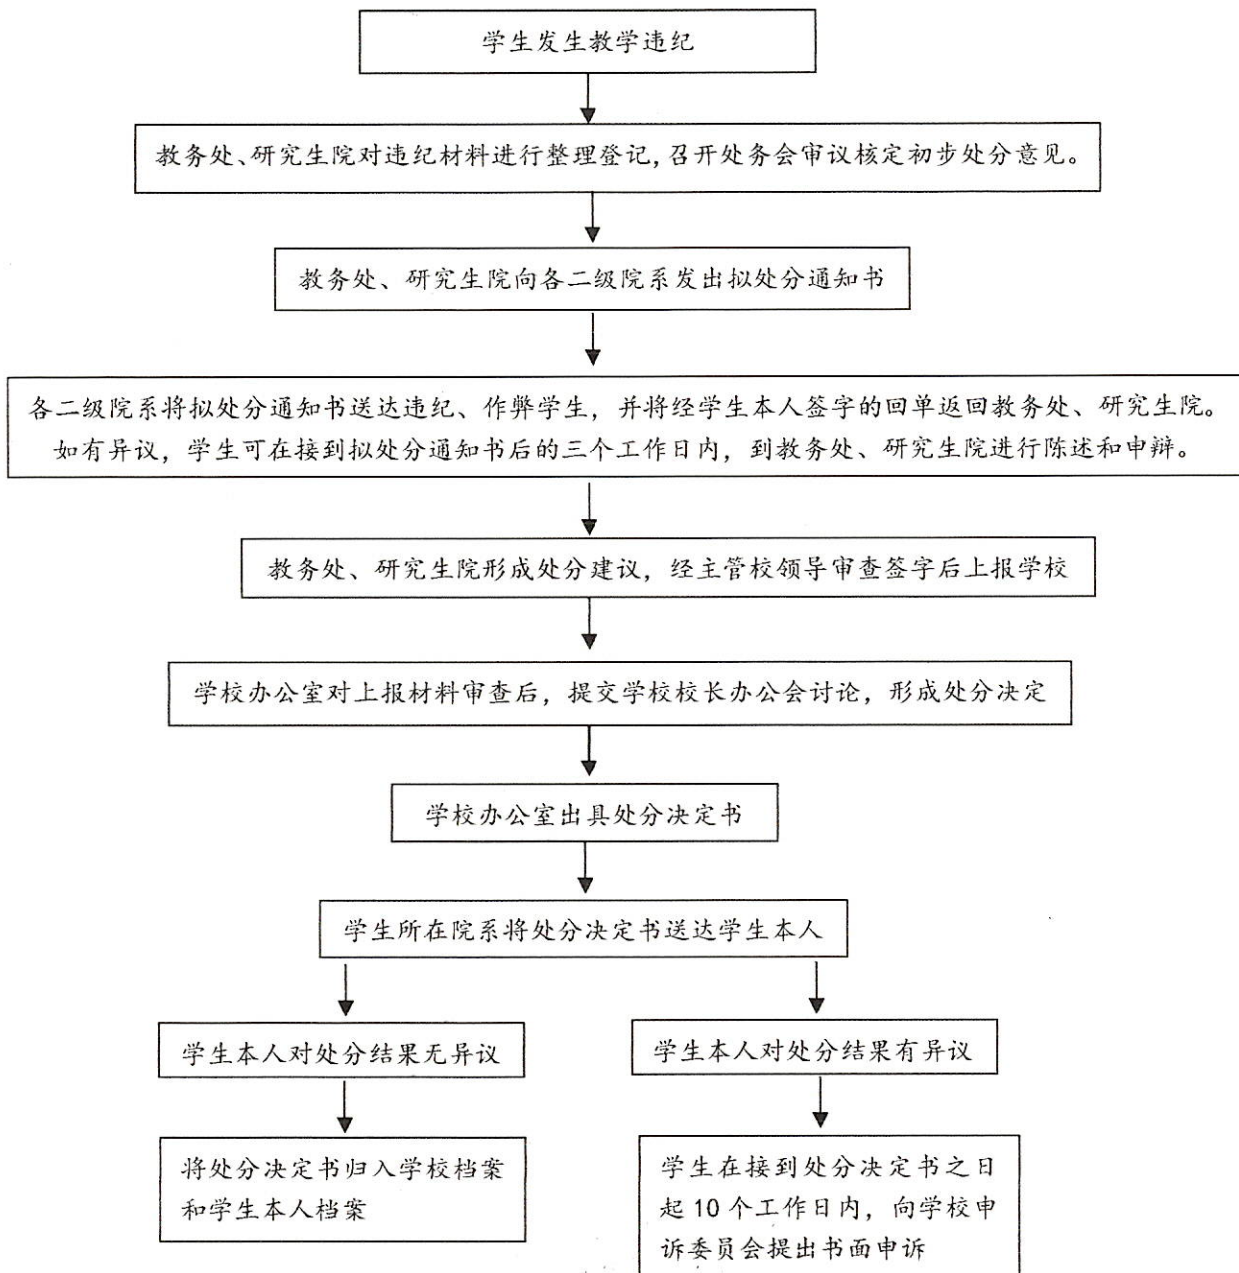 学生发生教学违纪
教务处、研究生院对违纪材料进行整理登记,召开处务会审议核定初步处分意见。
教务处、研究生院向各二级院系发出拟处分通知书
各二级院系将拟处分通知书送达违纪、作弊学生，并将经学生本人签字的回单返回教务处、研究生院。
如有异议，学生可在接到拟处分通知书后的三个工作日内，到教务处、研究生院进行陈述和申辩。
教务处、研究生院形成处分建议，经主管校领导审查签字后上报学校
学校办公室对上报材料审查后，提交学校校长办公会讨论，形成处分决定
学校办公室出具处分决定书
学生所在院系将处分决定书送达学生本人
学生本人对处分结果无异议
学生本人对处分结果有异议
将处分决定书归入学校档案
和学生本人档案
学生在接到处分决定书之日
起10个工作日内，向学校申
诉委员会提出书面申诉